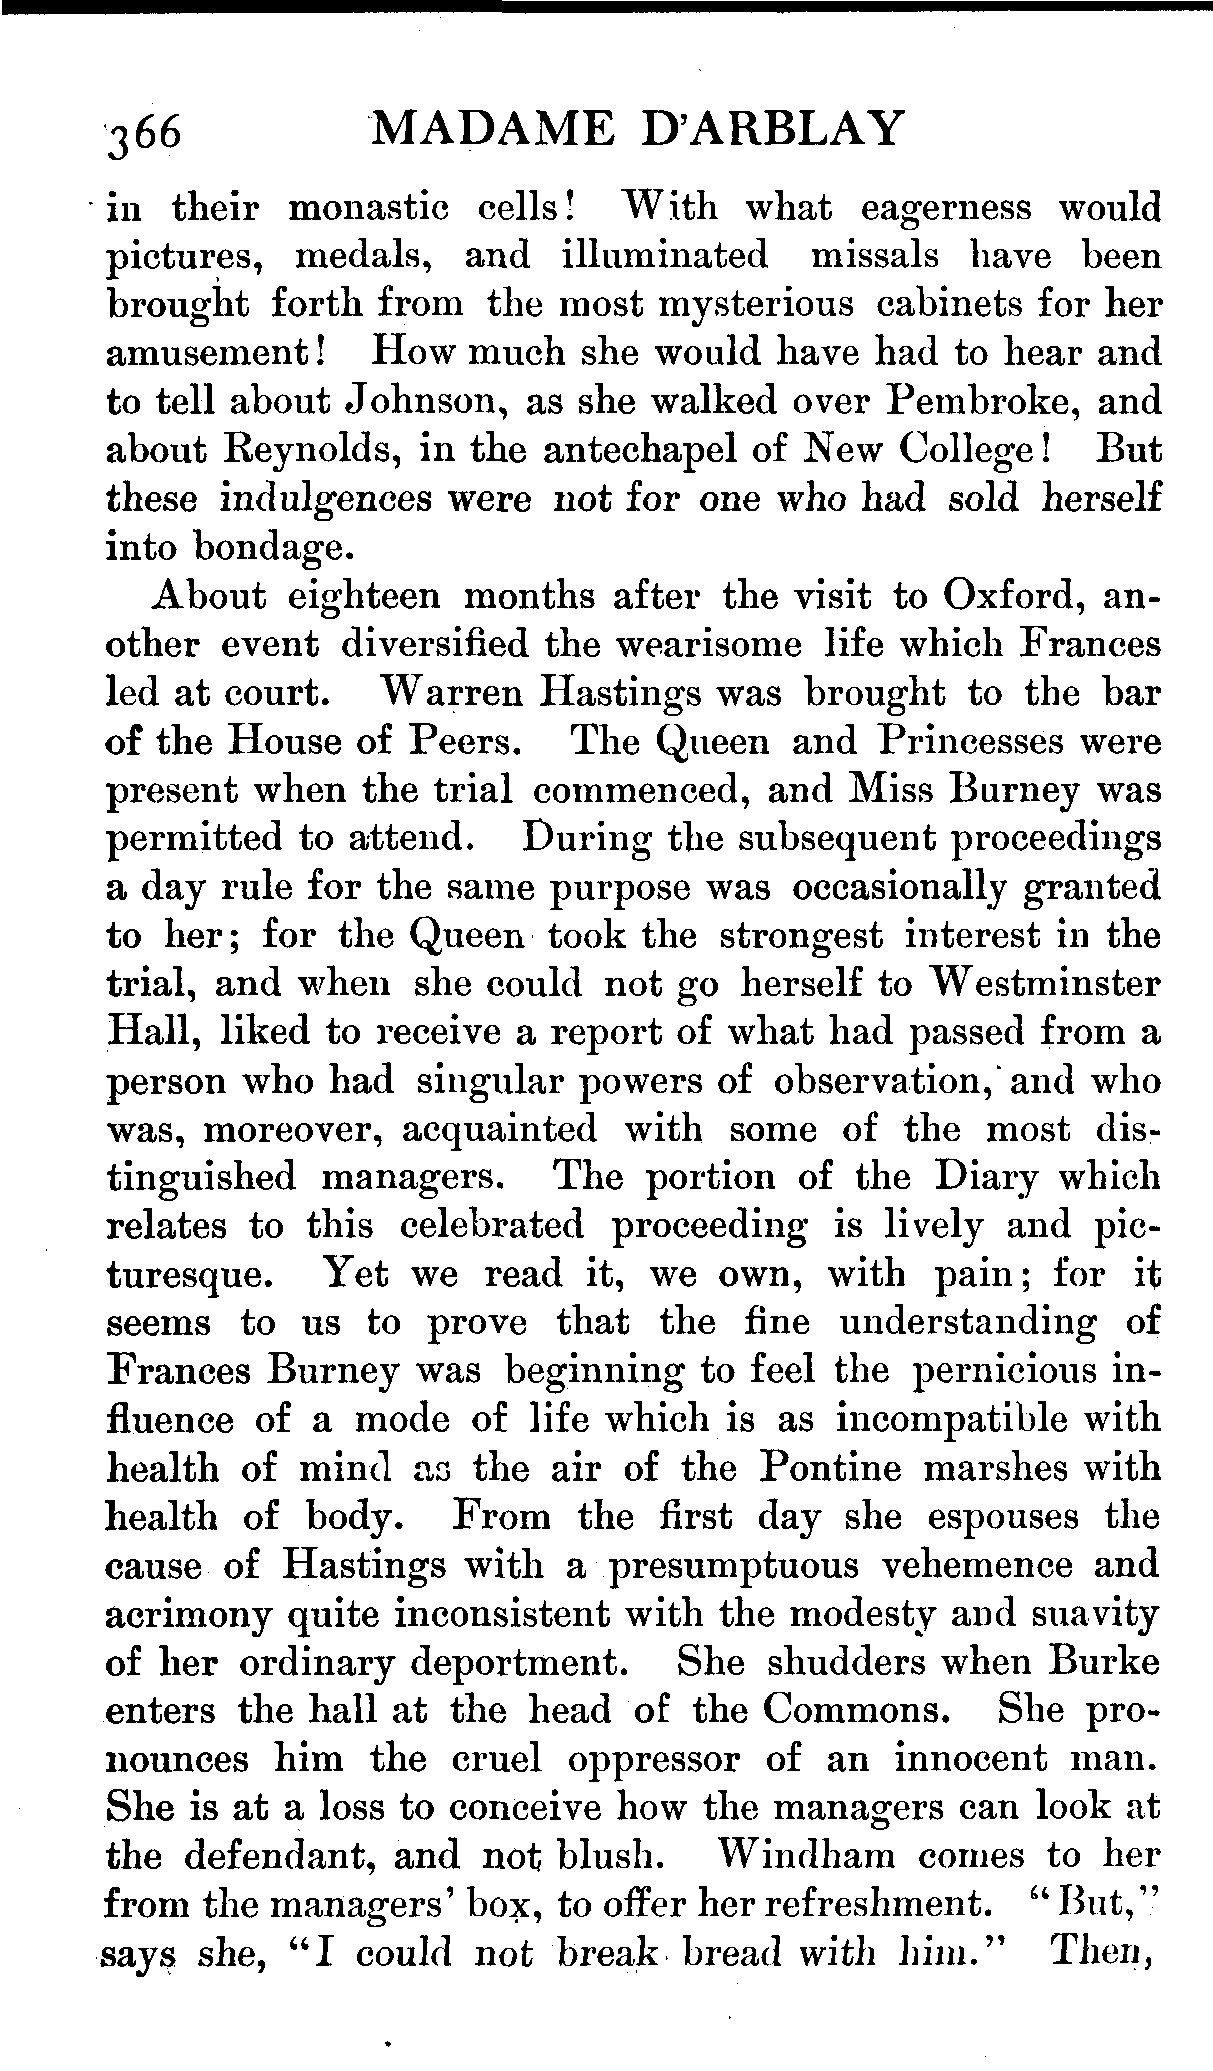 366 MADAME D'ARBLAY
in their monastic cells! With what eagerness would
pictures, medals, and illuminated missals have been
brought forth from the most mysterious cabinets for her
amusement! How much she would have had to hear and
to tell about Johnson, as she walked over Pembroke, and
about Reynolds, in the antechapel of New College! But
these indulgences were not for one who had sold herself
into bondage.
About eighteen months after the visit to Oxford, an-
other event diversified the wearisome life which Frances
led at court. Warren Hastings was brought to the bar
of the House of Peers. The Queen and Princesses were
present when the trial commenced, and Miss Burney was
permitted to attend. During the subsequent proceedings
a day rule for the same purpose was occasionally granted
to her; for the Queen took the strongest interest in the
trial, and when she could not go herself to Westminster
Hall, liked to receive a report of what had passed from a
person who had singular powers of observation, and who
was, moreover, acquainted with some of the most dis-
tinguished managers. The portion of the Diary which
relates to this celebrated proceeding is lively and pic-
turesque. Yet we read it, we own, with pain; for it
seems to us to prove that the fine understanding of
Frances Burney was beginning to feel the pernicious in-
fluence of a mode of life which is as incompatible with
health of mind as the air of the Pontine marshes with
health of body. From the first day she espouses the
cause of Hastings with a presumptuous vehemence and
acrimony quite inconsistent with the modesty and suavity
of her ordinary deportment. She shudders when Burke
enters the hall at the head of the Commons. She pro-
nounces him the cruel oppressor of an innocent man.
She is at a loss to conceive how the managers can look at
the defendant, and not blush. Windham comes to her
from the managers' box, to offer her refreshment. "But,"
says she, "I could not break bread with him." Then,